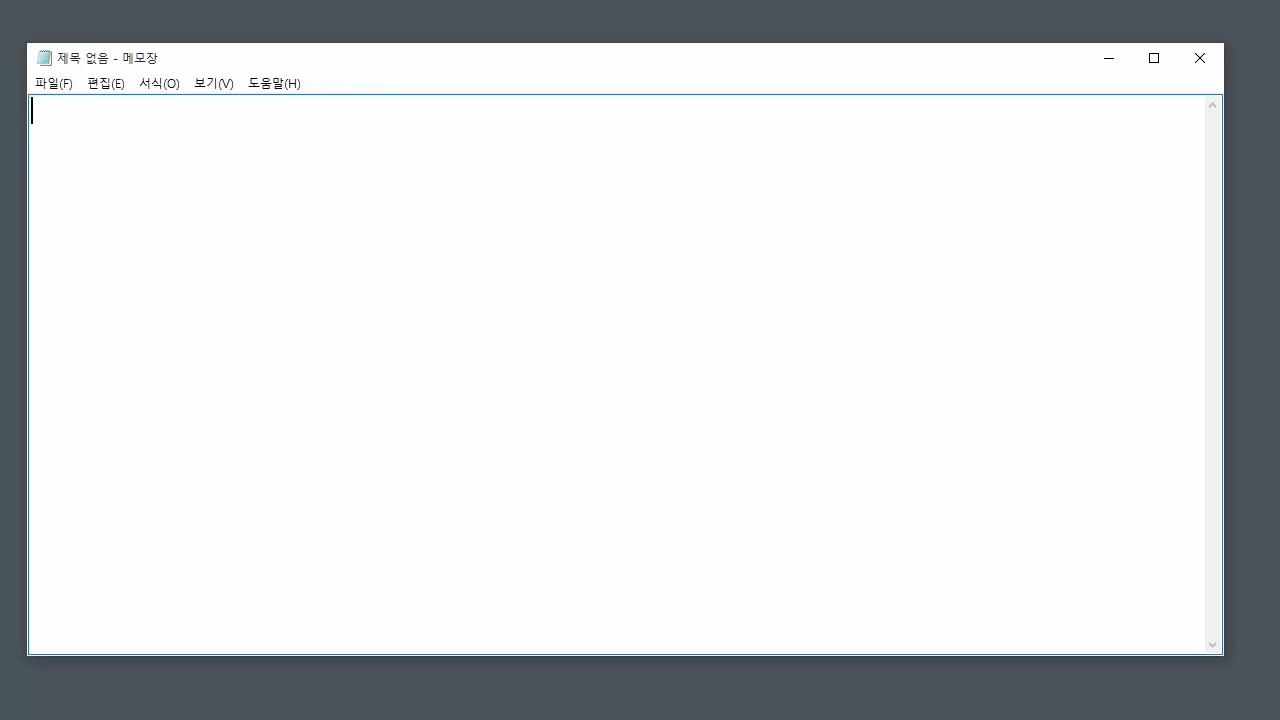 제목 없음 - 메모장
파일(F) 편집(E) 서식(O) 보기(V) 도움말(H)